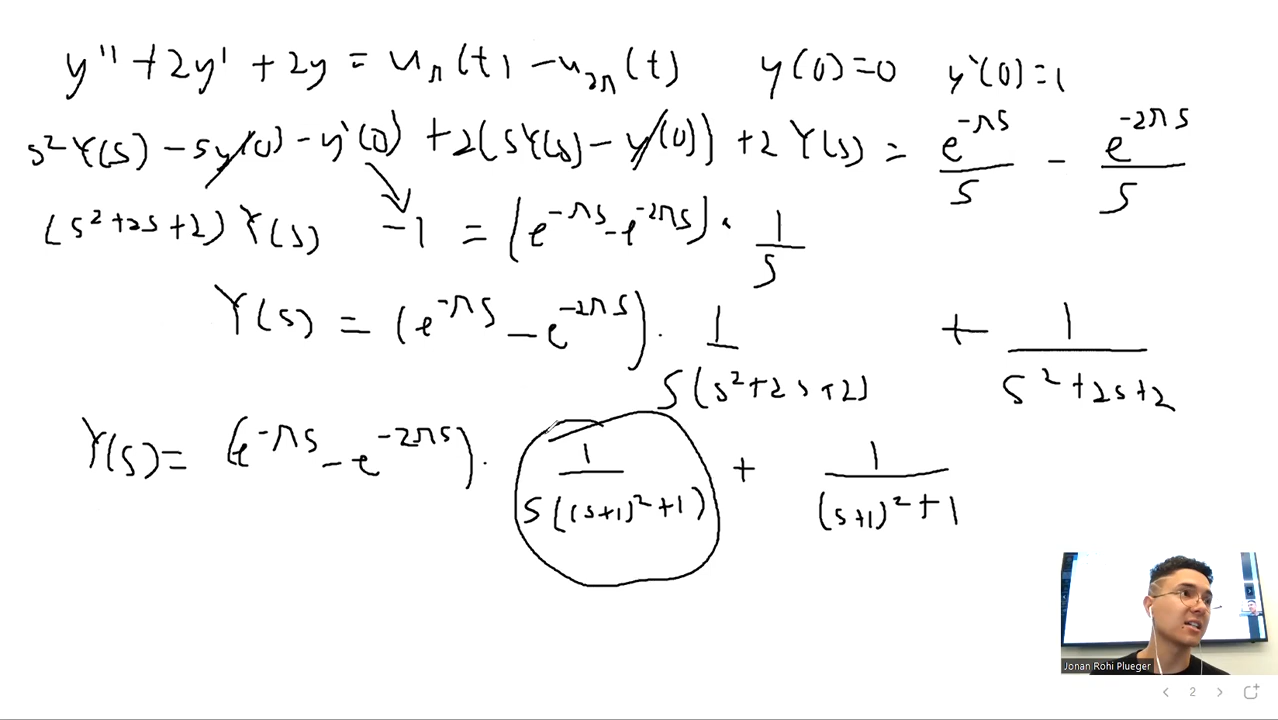 y'' + 2y' + 2y = u_π(t) - u_2π(t) y(0)=0 y'(0)=1
s²Y(s) - sy(0) - y'(0) + 2(sY(s) - y(0)) + 2Y(s) = e^-πs/s - e^-2πs/s
(s²+2s+2) Y(s) -1 = (e^-πs - e^-2πs) · 1/s
Y(s) = (e^-πs - e^-2πs) · 1/s(s²+2s+2) + 1/s²+2s+2
Y(s) = (e^-πs - e^-2πs) · 1/s((s+1)²+1) + 1/(s+1)²+1
Jonan Rohi Plueger
2